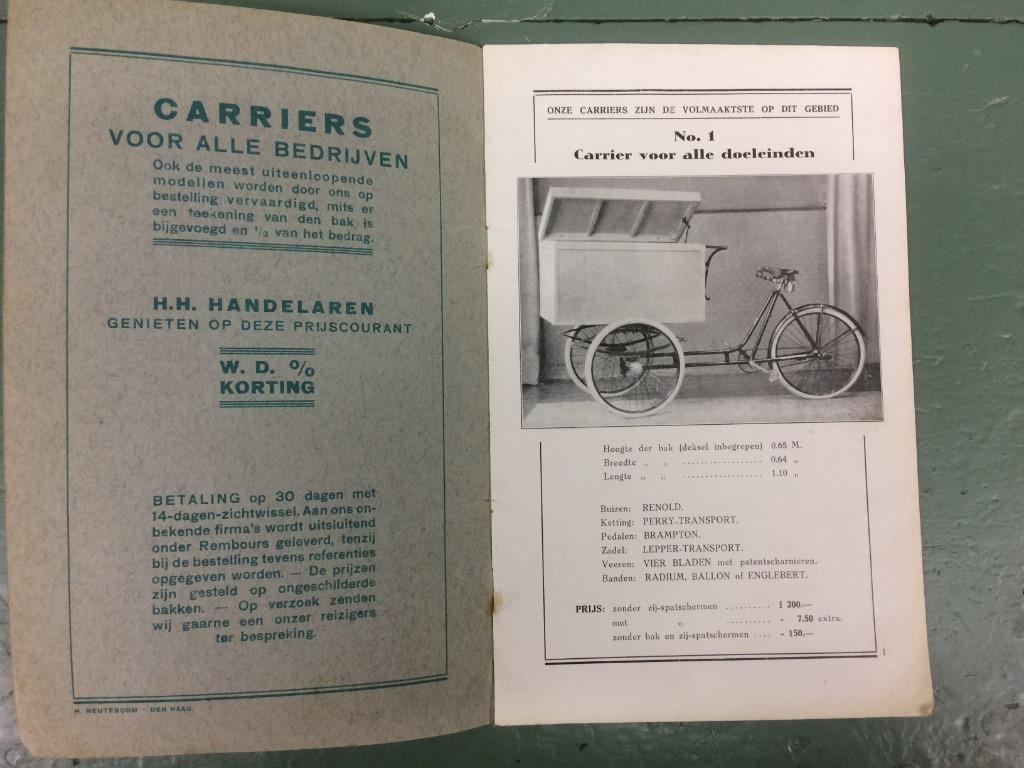 CARRIERS
VOOR ALLE BEDRIJVEN
Ook de meest uiteenloopende
modellen worden door ons op
bestelling vervaardigd, mits er
een teekening van den bak is
bijgevoegd en 1/3 van het bedrag.
H.H. HANDELAREN
GENIETEN OP DEZE PRIJSCOURANT
W. D. %
KORTING
BETALING op 30 dagen met
14-dagen-zichtwissel. Aan ons on-
bekende firma's wordt uitsluitend
onder Rembours geleverd, tenzij
bij de bestelling tevens referenties
opgegeven worden. — De prijzen
zijn gesteld op ongeschilderde
bakken. — Op verzoek zenden
wij gaarne een onzer reizigers
ter bespreking.
H. NEUTEBOOM - DEN HAAG
ONZE CARRIERS ZIJN DE VOLMAAKTSTE OP DIT GEBIED
No. 1
Carrier voor alle doeleinden
Hoogte der bak (deksel inbegrepen) 0.65 M.
Breedte „ „ .................. 0.64 „
Lengte „ „ .................. 1.10 „
Buizen: RENOLD.
Ketting: PERRY-TRANSPORT.
Pedalen: BRAMPTON.
Zadel: LEPPER-TRANSPORT.
Veeren: VIER BLADEN met patentscharnieren.
Banden: RADIUM, BALLON of ENGLEBERT.
PRIJS: zonder zij-spatschermen .......... f 200.—
met „ .......... - 7.50 extra.
zonder bak en zij-spatschermen .... - 150.—
1